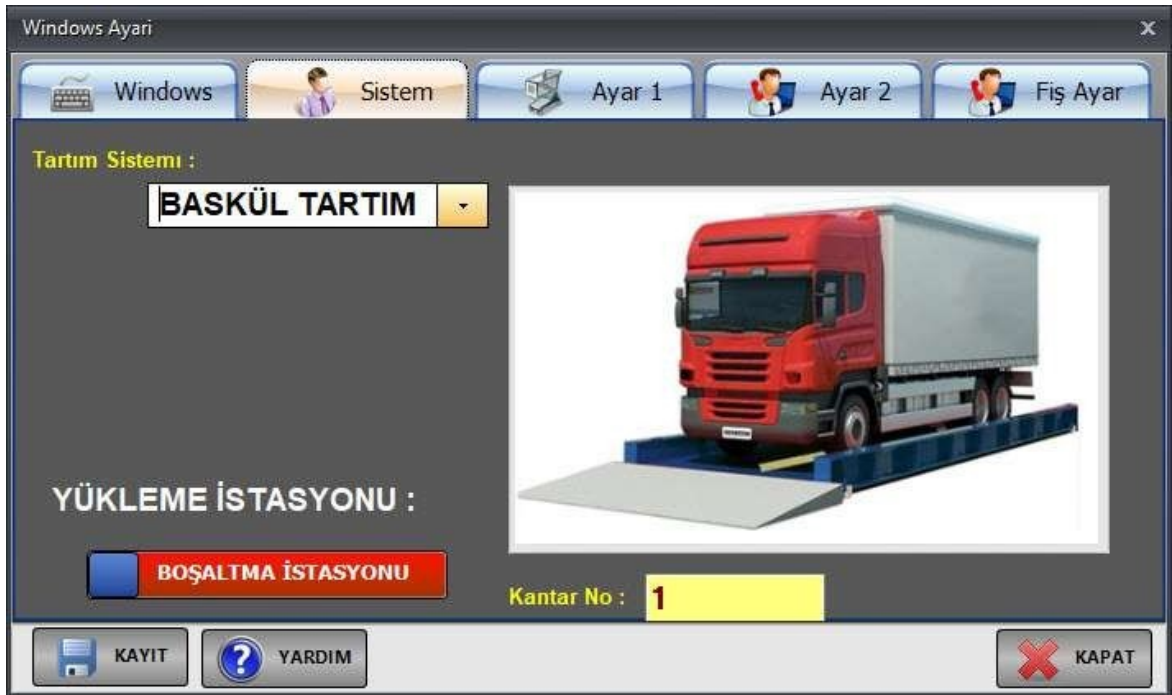 Windows Ayari
x
Windows
Sistem
Ayar 1
Ayar 2
Fiş Ayar
Tartım Sistemı :
BASKÜL TARTIM
YÜKLEME İSTASYONU :
BOŞALTMA İSTASYONU
Kantar No : 1
KAYIT
YARDIM
KAPAT